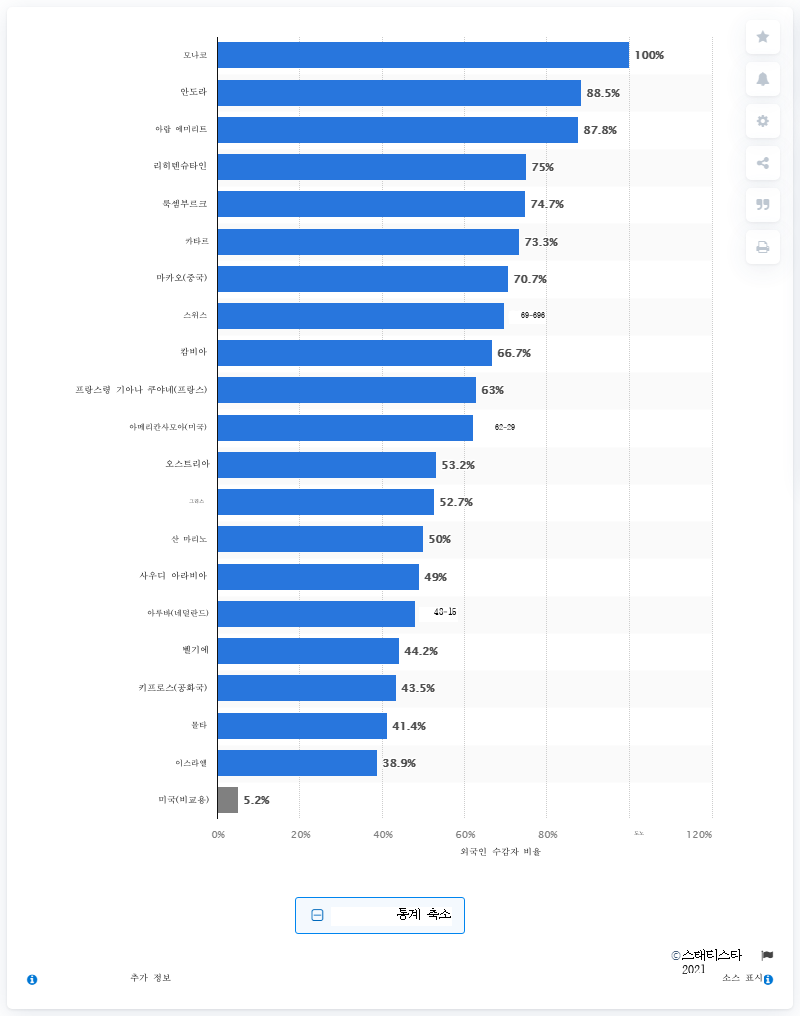 모나코 100%
안도라 88.5%
아랍 에미리트 87.8%
리히텐슈타인 75%
룩셈부르크 74.7%
카타르 73.3%
마카오(중국) 70.7%
스위스 69-696
캄비아 66.7%
프랑스령 기아나 쿠야네(프랑스) 63%
아메리칸사모아(미국) 62-29
오스트리아 53.2%
그리스 52.7%
산 마리노 50%
사우디 아라비아 49%
아루바(네덜란드) 48-15
벨기에 44.2%
키프로스(공화국) 43.5%
몰타 41.4%
이스라엘 38.9%
미국(비교용) 5.2%
0% 20% 40% 60% 80% 120%
외국인 수감자 비율
통계 축소
©스태티스타
2021
추가 정보 소스 표시